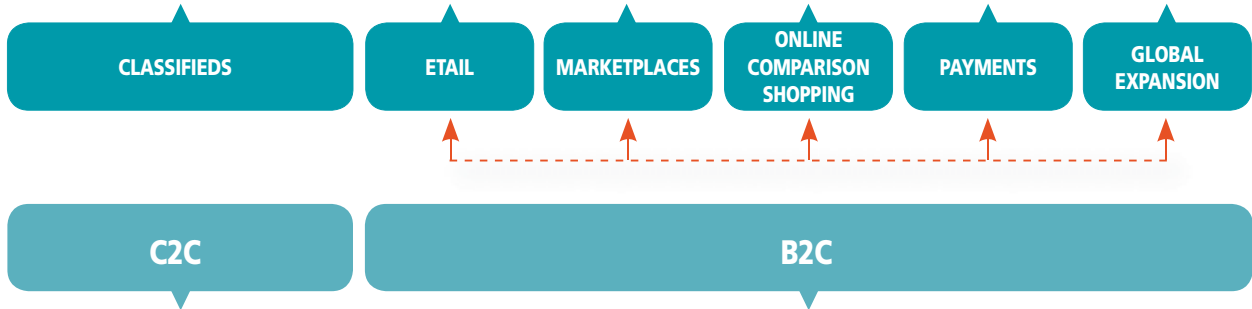 CLASSIFIEDS
ETAIL
MARKETPLACES
ONLINE
COMPARISON
SHOPPING
PAYMENTS
GLOBAL
EXPANSION
C2C
B2C